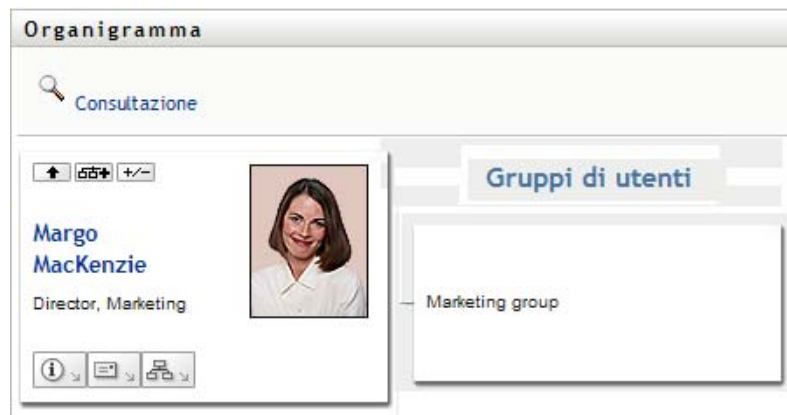 Organigramma
Consultazione
+/-
Gruppi di utenti
Margo
MacKenzie
Director, Marketing
Marketing group